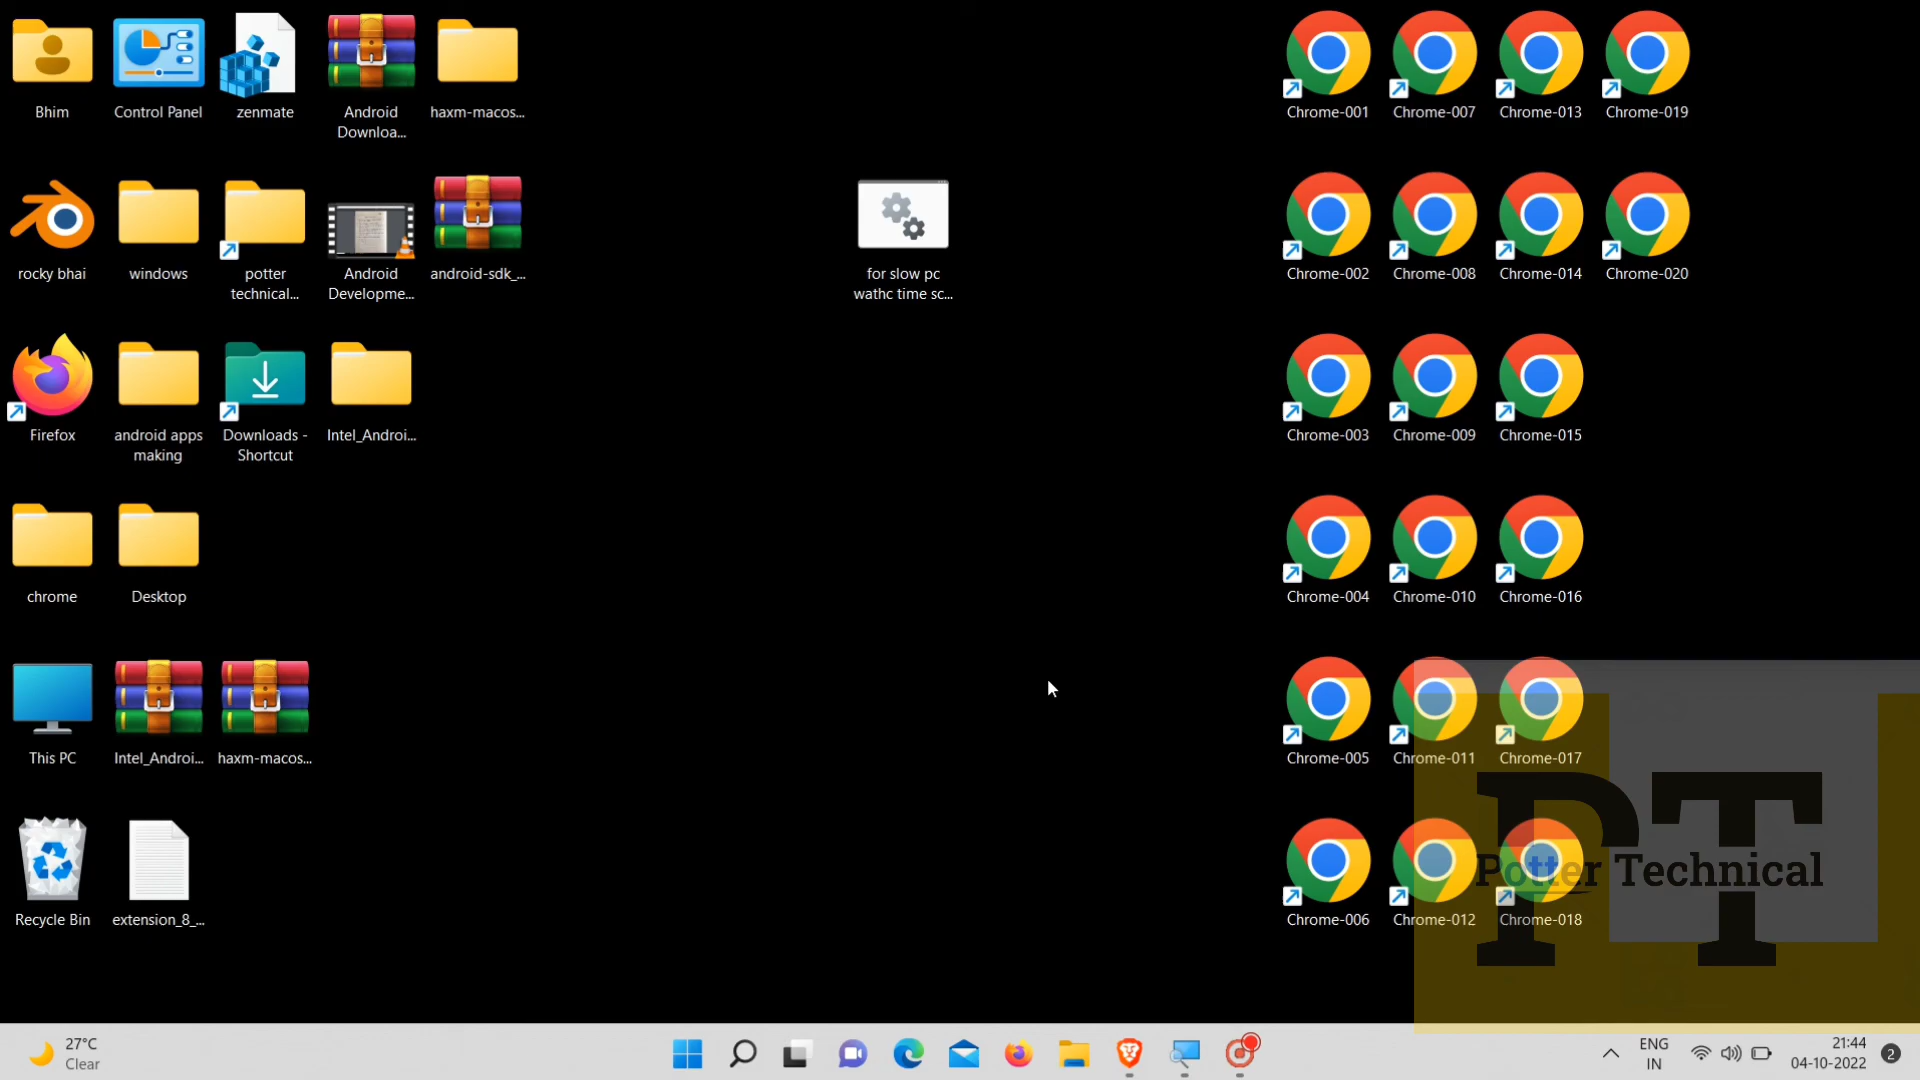 Bhim
Control Panel
zenmate
Android
Downloa...
haxm-macos...
Chrome-001
Chrome-007
Chrome-013
Chrome-019
rocky bhai
windows
potter
technical...
Android
Developme...
android-sdk_...
for slow pc
wathc time sc...
Chrome-002
Chrome-008
Chrome-014
Chrome-020
Firefox
android apps
making
Downloads -
Shortcut
Intel_Androi...
Chrome-003
Chrome-009
Chrome-015
chrome
Desktop
Chrome-004
Chrome-010
Chrome-016
This PC
Intel_Androi...
haxm-macos...
Chrome-005
Chrome-011
Chrome-017
PT
Potter Technical
Recycle Bin
extension_8_...
Chrome-006
Chrome-012
Chrome-018
27°C
Clear
ENG
IN
21:44
04-10-2022
2